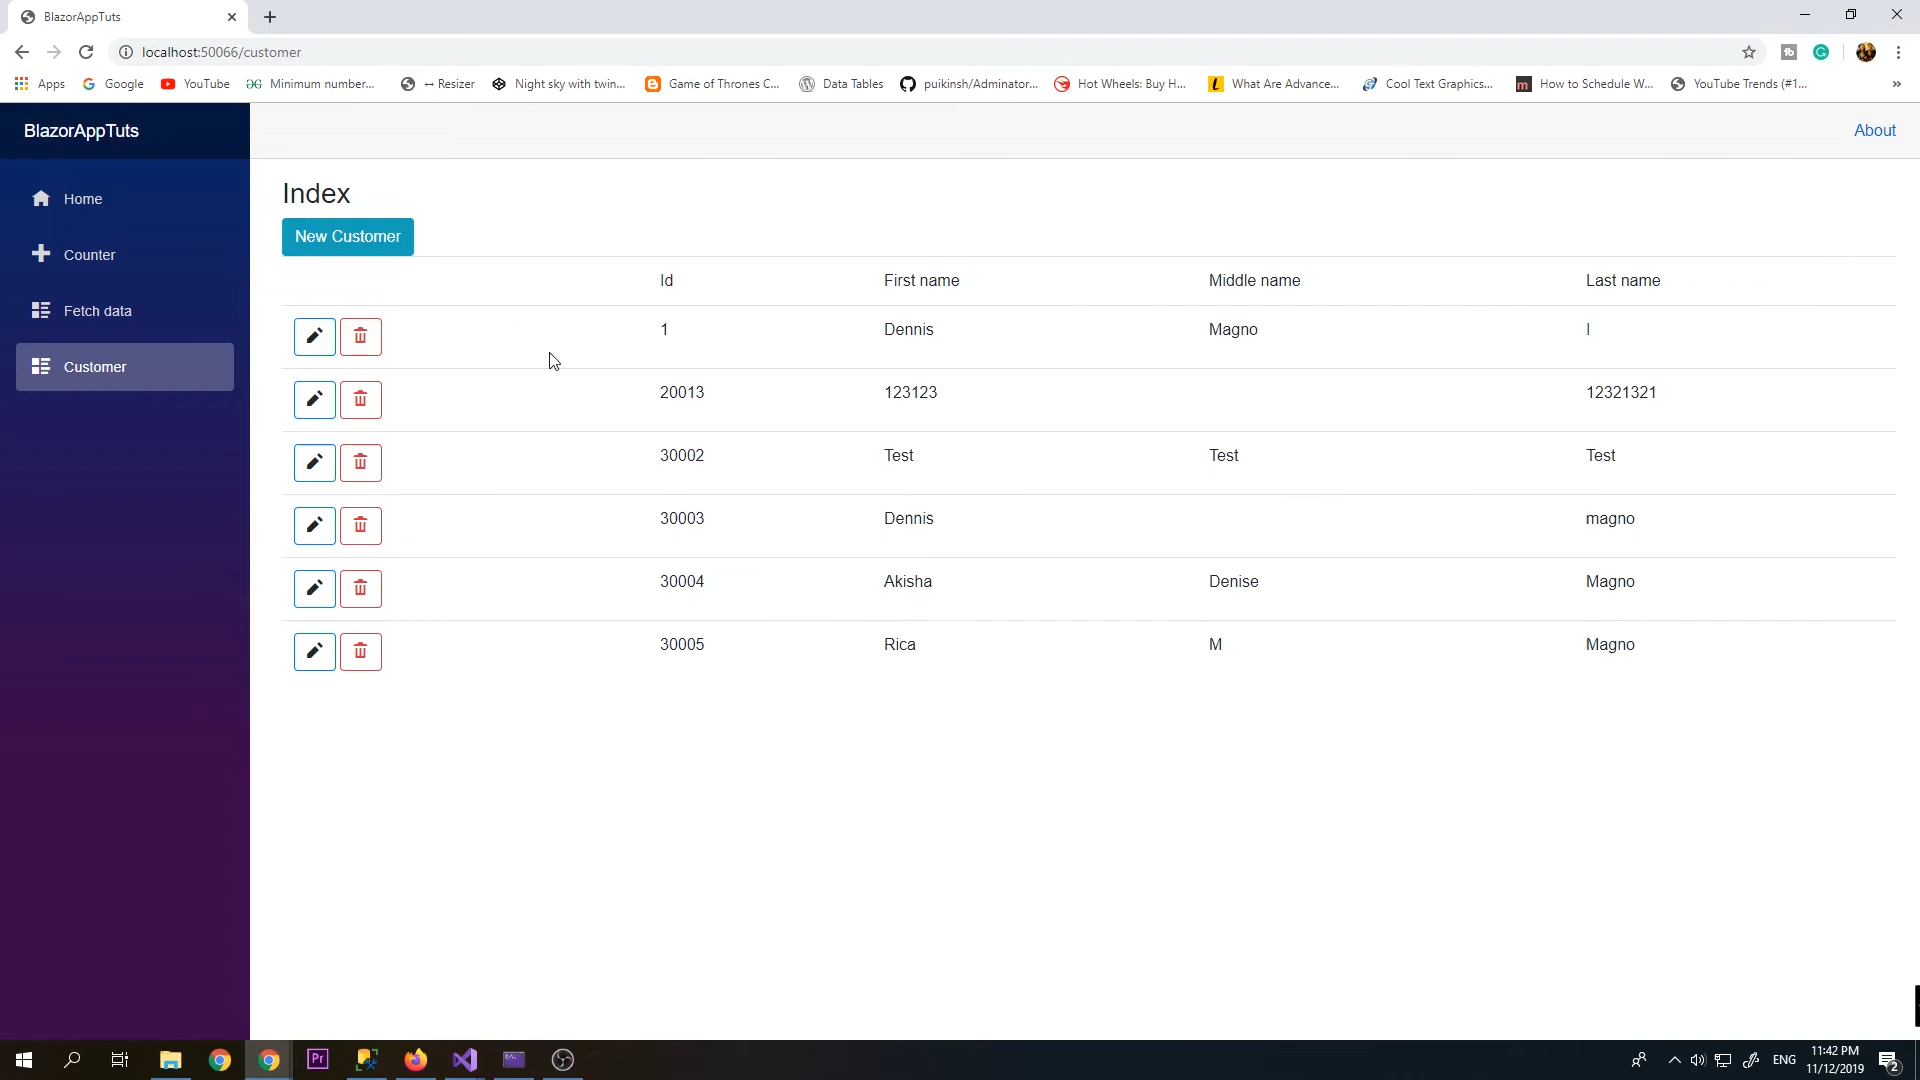 BlazorAppTuts
localhost:50066/customer
Apps Google YouTube Minimum number... ↔ Resizer Night sky with twin... Game of Thrones C... Data Tables puikinsh/Adminator... Hot Wheels: Buy H... What Are Advance... Cool Text Graphics... How to Schedule W... YouTube Trends (#1...
BlazorAppTuts
About
Home
Counter
Fetch data
Customer
Index
New Customer
Id First name Middle name Last name
1 Dennis Magno I
20013 123123 12321321
30002 Test Test Test
30003 Dennis magno
30004 Akisha Denise Magno
30005 Rica M Magno
Pr
ENG
11:42 PM
11/12/2019
2